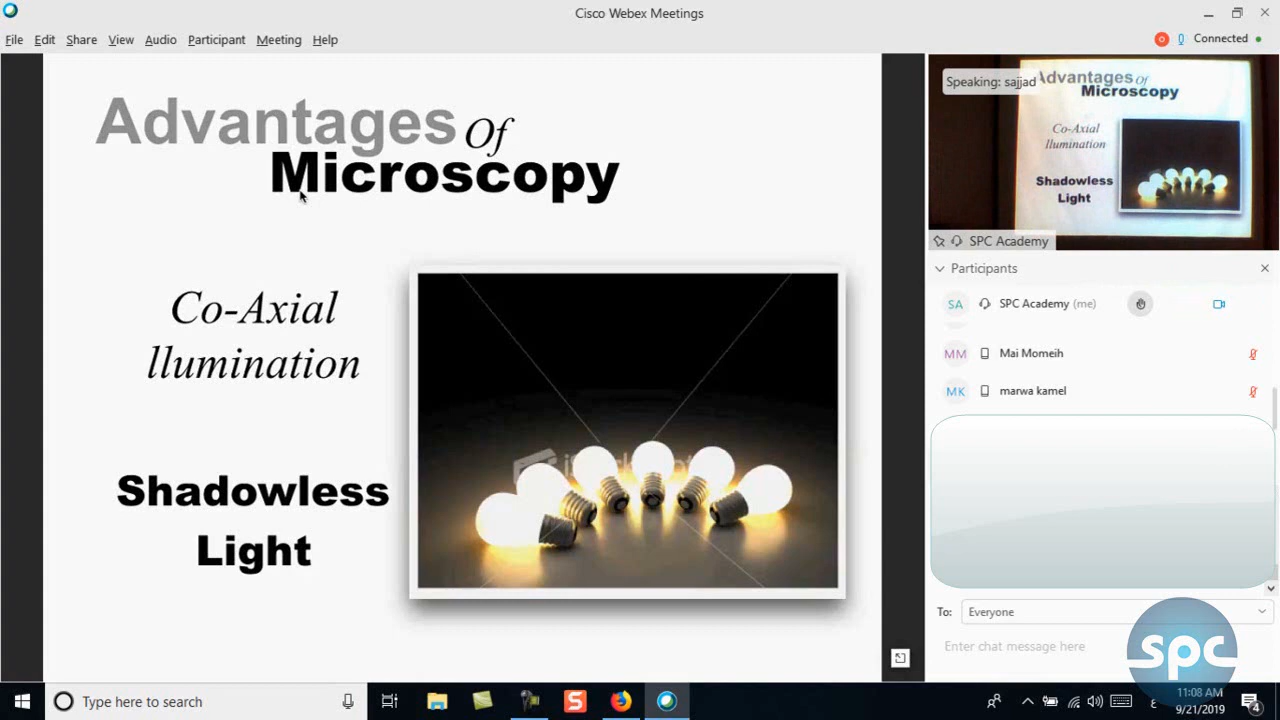 Cisco Webex Meetings
File Edit Share View Audio Participant Meeting Help
Connected
Advantages Of
Microscopy
Co-Axial
llumination
Shadowless
Light
Speaking: sajjad
Advantages Of
Microscopy
Co-Axial
llumination
Shadowless
Light
SPC Academy
Participants
SA SPC Academy (me)
MM Mai Momeih
MK marwa kamel
To: Everyone
Enter chat message here
spc
Type here to search
S
ع
11:08 AM
9/21/2019
4